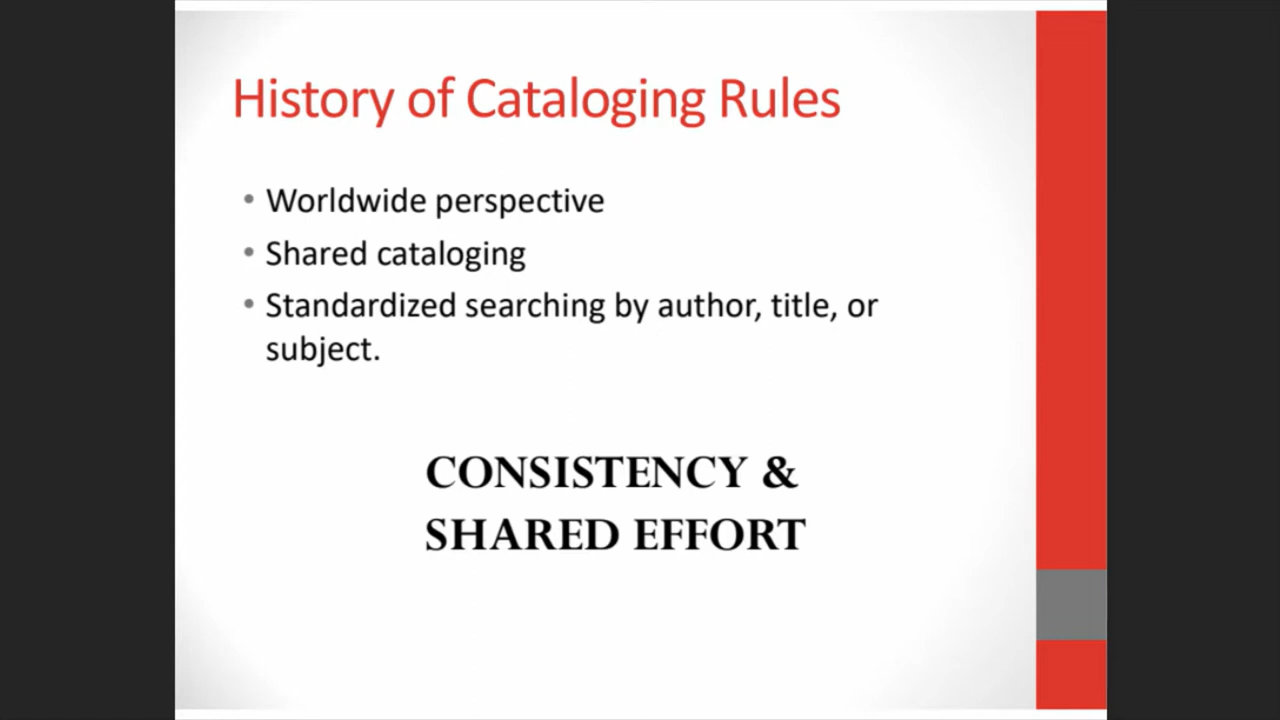 History of Cataloging Rules
• Worldwide perspective
• Shared cataloging
• Standardized searching by author, title, or
subject.
CONSISTENCY &
SHARED EFFORT